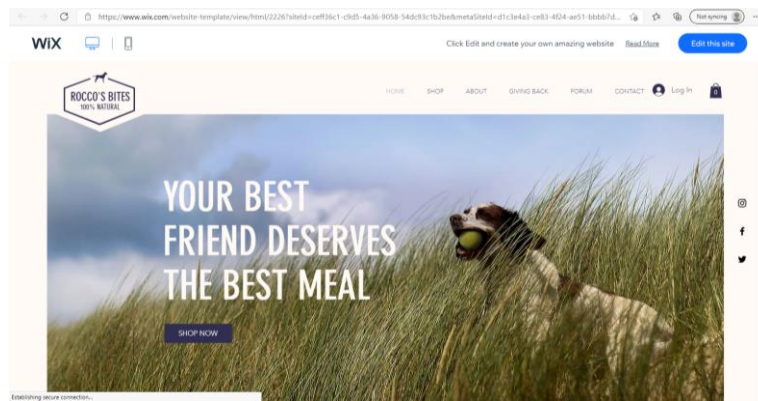 https://www.wix.com/website-template/view/html/2226?siteId=ceff36c1-c9d5-4a36-9058-54dc93c1b2be&metaSiteId=d1c3e4a3-ce83-4f24-ae51-bbbb7d...
Not syncing
WiX
Click Edit and create your own amazing website Read More Edit this site
ROCCO'S BITES
100% NATURAL
HOME SHOP ABOUT GIVING BACK FORUM CONTACT Log In 0
YOUR BEST
FRIEND DESERVES
THE BEST MEAL
SHOP NOW
Establishing secure connection...